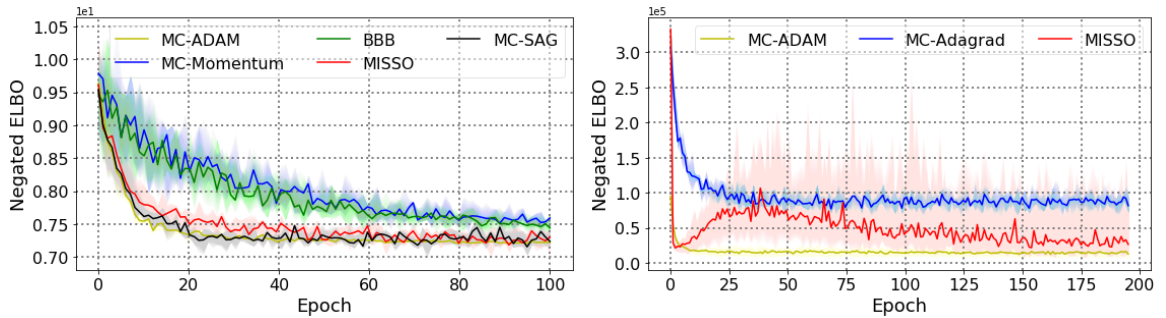 1e1
MC-ADAM BBB MC-SAG
MC-Momentum MISSO
Negated ELBO
1.05
1.00
0.95
0.90
0.85
0.80
0.75
0.70
0 20 40 60 80 100
Epoch
1e5
MC-ADAM MC-Adagrad MISSO
Negated ELBO
3.0
2.5
2.0
1.5
1.0
0.5
0.0
0 25 50 75 100 125 150 175 200
Epoch